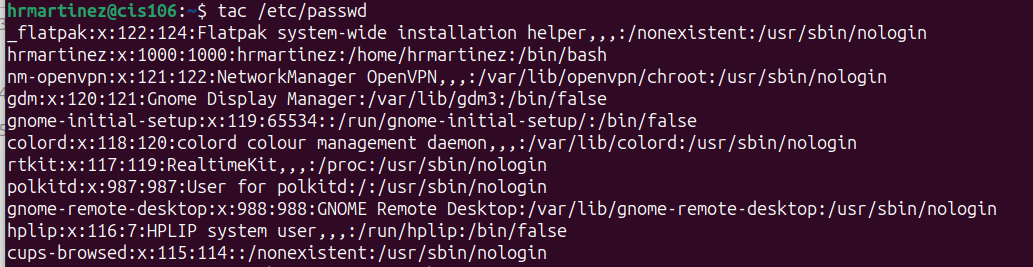 hrmartinez@cis106:~$ tac /etc/passwd
_flatpak:x:122:124:Flatpak system-wide installation helper,,,:/nonexistent:/usr/sbin/nologin
hrmartinez:x:1000:1000:hrmartinez:/home/hrmartinez:/bin/bash
nm-openvpn:x:121:122:NetworkManager OpenVPN,,,:/var/lib/openvpn/chroot:/usr/sbin/nologin
gdm:x:120:121:Gnome Display Manager:/var/lib/gdm3:/bin/false
gnome-initial-setup:x:119:65534::/run/gnome-initial-setup/:/bin/false
colord:x:118:120:colord colour management daemon,,,:/var/lib/colord:/usr/sbin/nologin
rtkit:x:117:119:RealtimeKit,,,:/proc:/usr/sbin/nologin
polkitd:x:987:987:User for polkitd:/:/usr/sbin/nologin
gnome-remote-desktop:x:988:988:GNOME Remote Desktop:/var/lib/gnome-remote-desktop:/usr/sbin/nologin
hplip:x:116:7:HPLIP system user,,,:/run/hplip:/bin/false
cups-browsed:x:115:114::/nonexistent:/usr/sbin/nologin